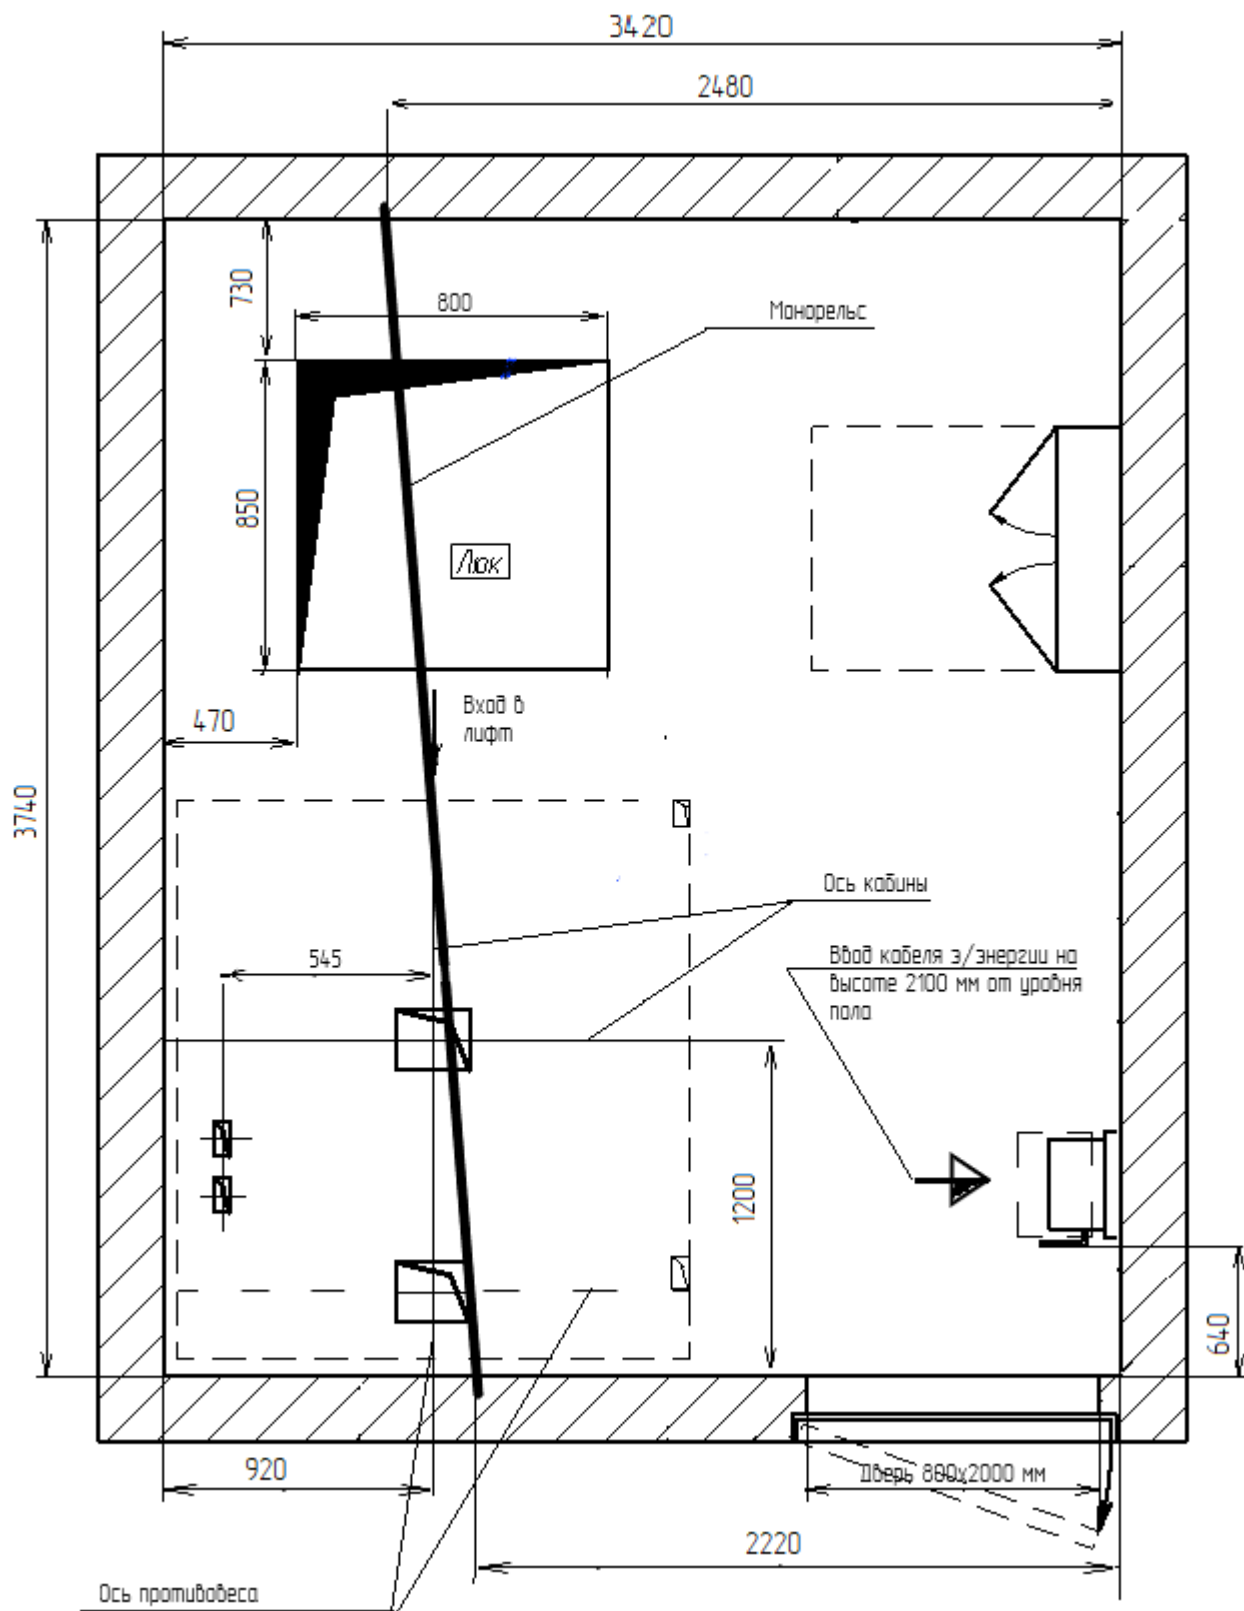 3420
2480
730
800
Монорельс
850
Люк
470
Вход в
лифт
3740
Ось кабины
545
Ввод кабеля э/энергии на
высоте 2100 мм от уровня
пола
1200
640
920
Дверь 800х2000 мм
2220
Ось противовеса